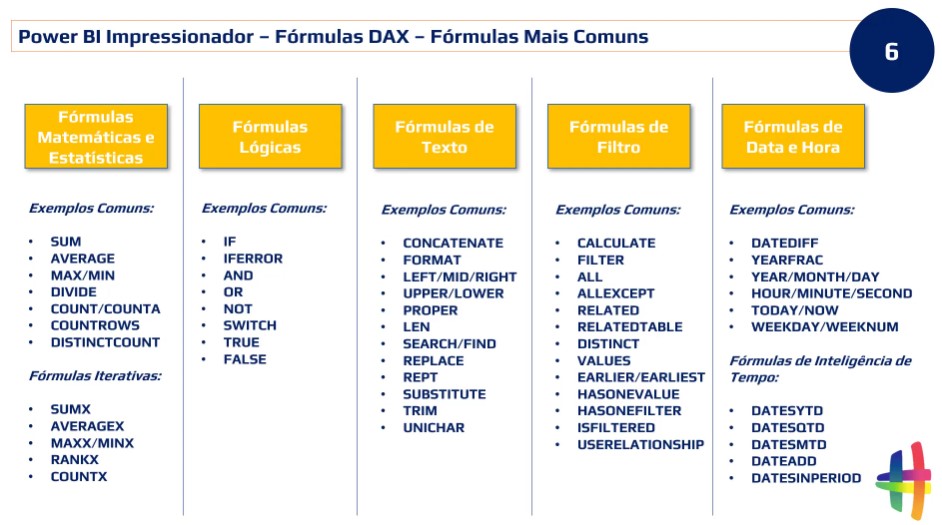 Power BI Impressionador – Fórmulas DAX – Fórmulas Mais Comuns
6
Fórmulas
Matemáticas e
Estatísticas
Exemplos Comuns:
• SUM
• AVERAGE
• MAX/MIN
• DIVIDE
• COUNT/COUNTA
• COUNTROWS
• DISTINCTCOUNT
Fórmulas Iterativas:
• SUMX
• AVERAGEX
• MAXX/MINX
• RANKX
• COUNTX
Fórmulas
Lógicas
Exemplos Comuns:
• IF
• IFERROR
• AND
• OR
• NOT
• SWITCH
• TRUE
• FALSE
Fórmulas de
Texto
Exemplos Comuns:
• CONCATENATE
• FORMAT
• LEFT/MID/RIGHT
• UPPER/LOWER
• PROPER
• LEN
• SEARCH/FIND
• REPLACE
• REPT
• SUBSTITUTE
• TRIM
• UNICHAR
Fórmulas de
Filtro
Exemplos Comuns:
• CALCULATE
• FILTER
• ALL
• ALLEXCEPT
• RELATED
• RELATEDTABLE
• DISTINCT
• VALUES
• EARLIER/EARLIEST
• HASONEVALUE
• HASONEFILTER
• ISFILTERED
• USERELATIONSHIP
Fórmulas de
Data e Hora
Exemplos Comuns:
• DATEDIFF
• YEARFRAC
• YEAR/MONTH/DAY
• HOUR/MINUTE/SECOND
• TODAY/NOW
• WEEKDAY/WEEKNUM
Fórmulas de Inteligência de
Tempo:
• DATESYTD
• DATESQTD
• DATESMTD
• DATEADD
• DATESINPERIOD